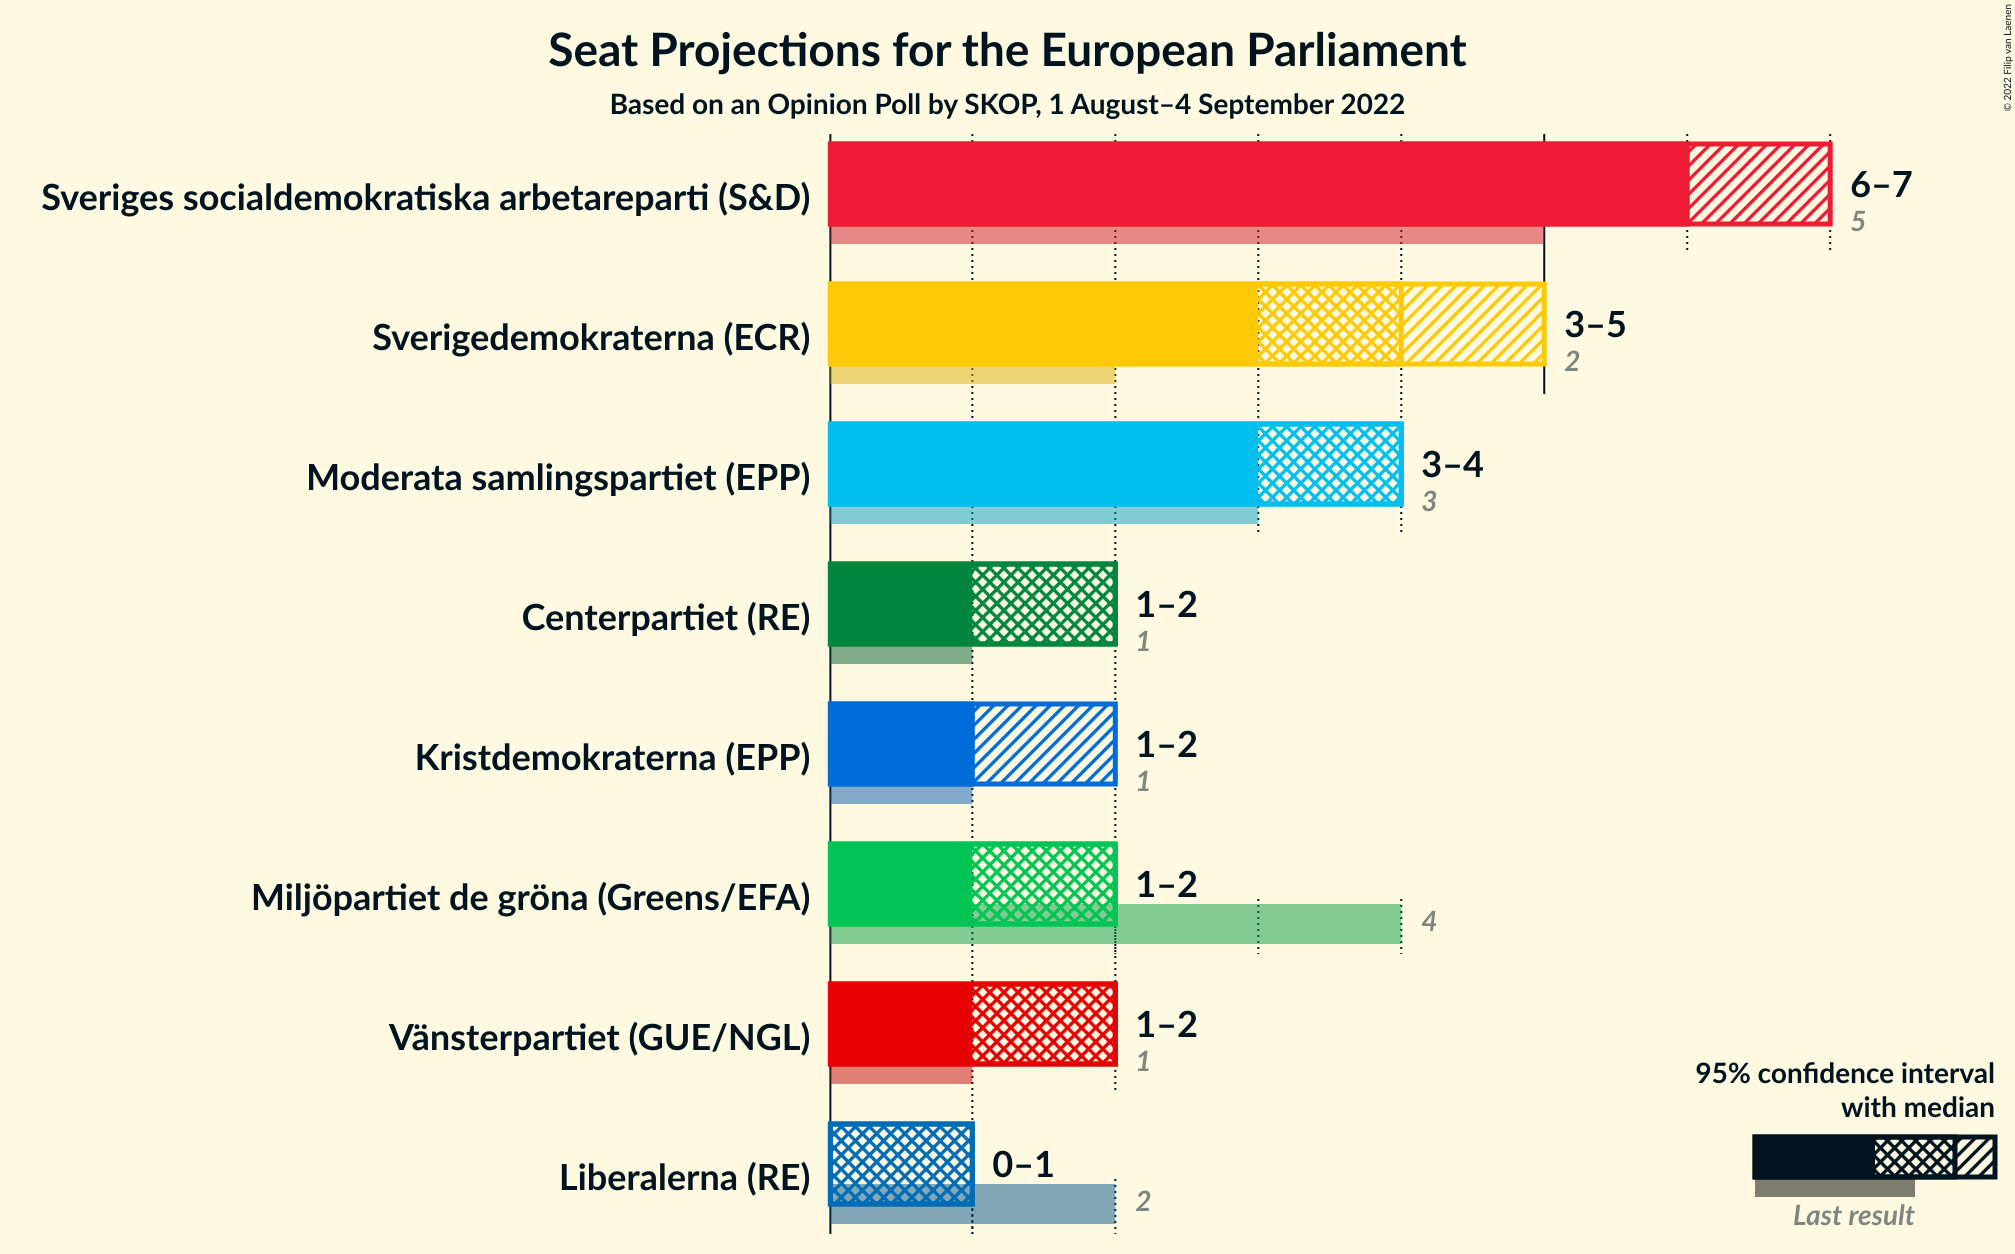 Seat Projections for the European Parliament
Based on an Opinion Poll by SKOP, 1 August–4 September 2022
© 2022 Filip van Laenen
Sveriges socialdemokratiska arbetareparti (S&D)
6–7
5
Sverigedemokraterna (ECR)
3–5
2
Moderata samlingspartiet (EPP)
3–4
3
Centerpartiet (RE)
1–2
1
Kristdemokraterna (EPP)
1–2
1
Miljöpartiet de gröna (Greens/EFA)
1–2
4
Vänsterpartiet (GUE/NGL)
1–2
1
Liberalerna (RE)
0–1
2
95% confidence interval
with median
Last result